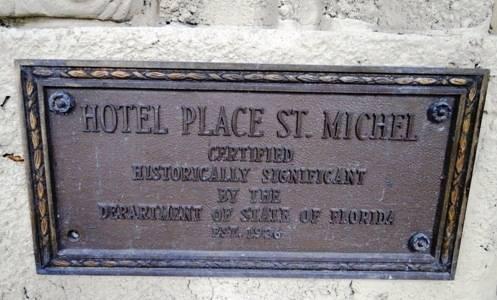 HOTEL PLACE ST. MICHEL
CERTIFIED
HISTORICALLY SIGNIFICANT
BY THE
DEPARTMENT OF STATE OF FLORIDA
EST. 1926